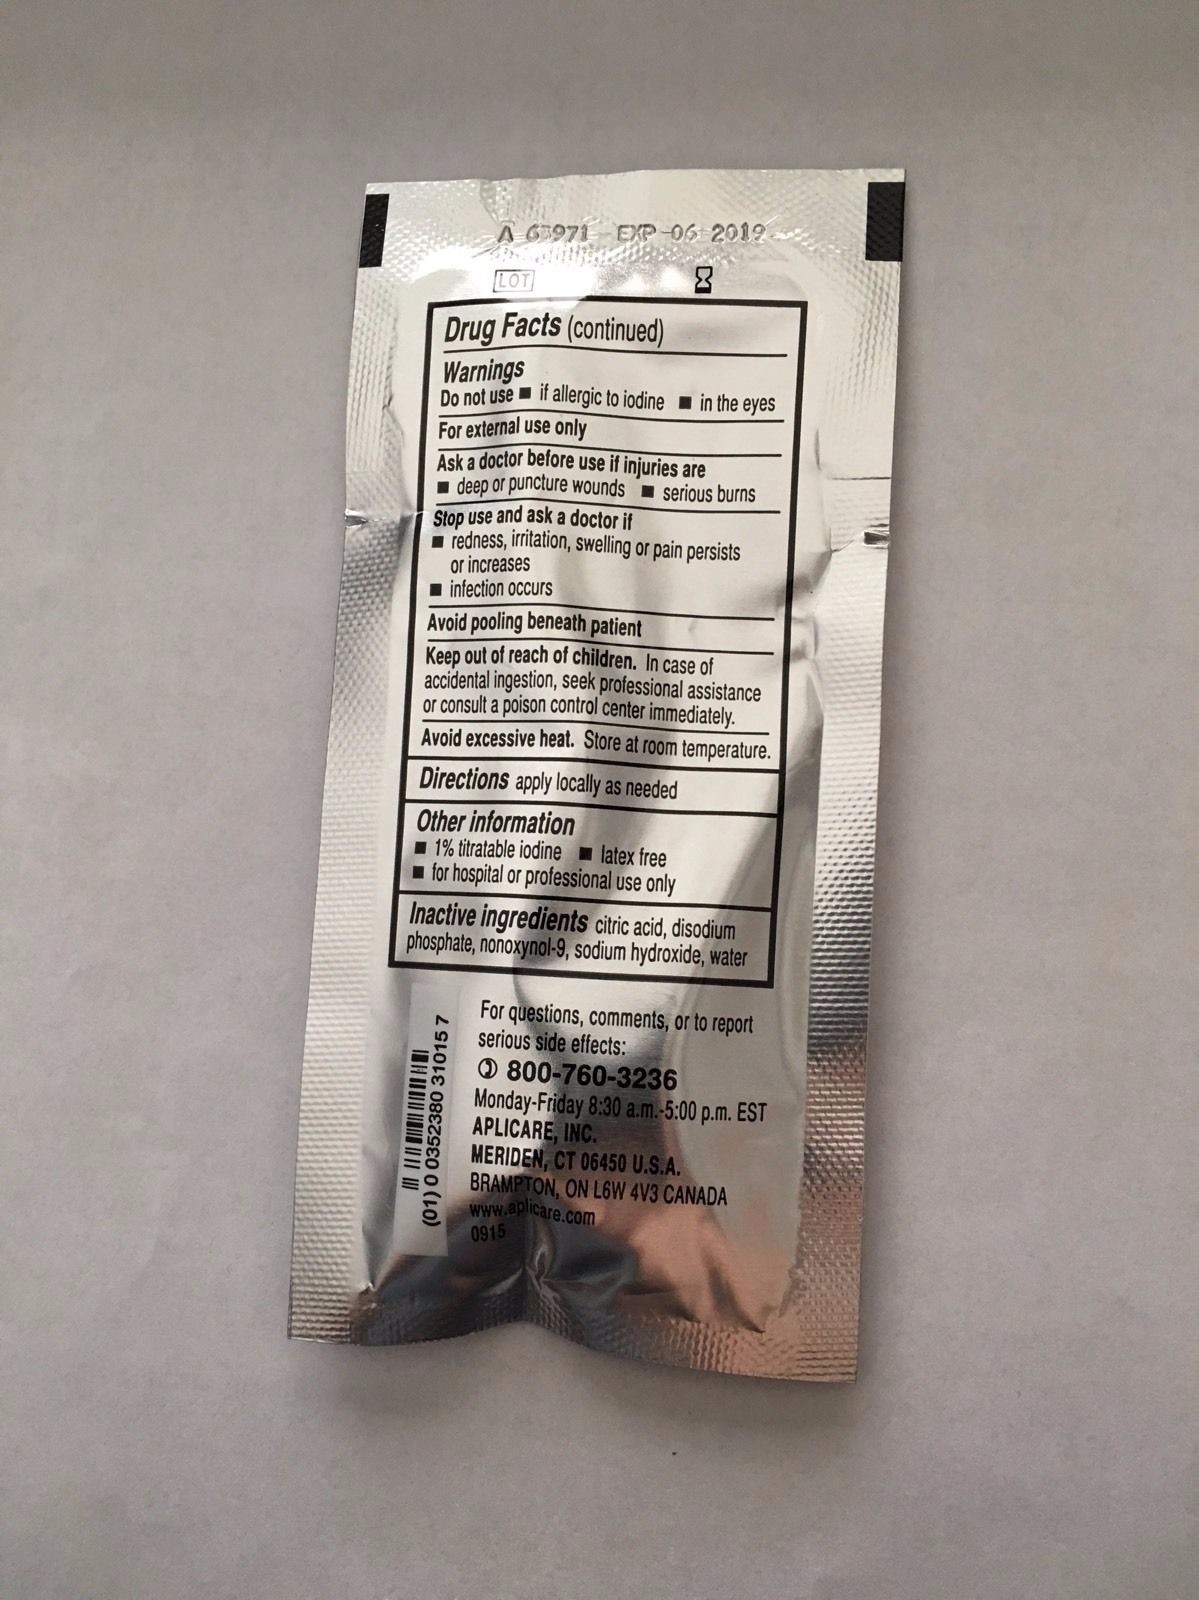 A 63971 EXP-06 2019
LOT
Drug Facts (continued)
Warnings
Do not use ■ if allergic to iodine ■ in the eyes
For external use only
Ask a doctor before use if injuries are
■ deep or puncture wounds ■ serious burns
Stop use and ask a doctor if
■ redness, irritation, swelling or pain persists
or increases
■ infection occurs
Avoid pooling beneath patient
Keep out of reach of children. In case of
accidental ingestion, seek professional assistance
or consult a poison control center immediately.
Avoid excessive heat. Store at room temperature.
Directions apply locally as needed
Other information
■ 1% titratable iodine ■ latex free
■ for hospital or professional use only
Inactive ingredients citric acid, disodium
phosphate, nonoxynol-9, sodium hydroxide, water
For questions, comments, or to report
serious side effects:
800-760-3236
Monday-Friday 8:30 a.m.-5:00 p.m. EST
APLICARE, INC.
MERIDEN, CT 06450 U.S.A.
BRAMPTON, ON L6W 4V3 CANADA
www.aplicare.com
0915
(01) 0 0352380 31015 7